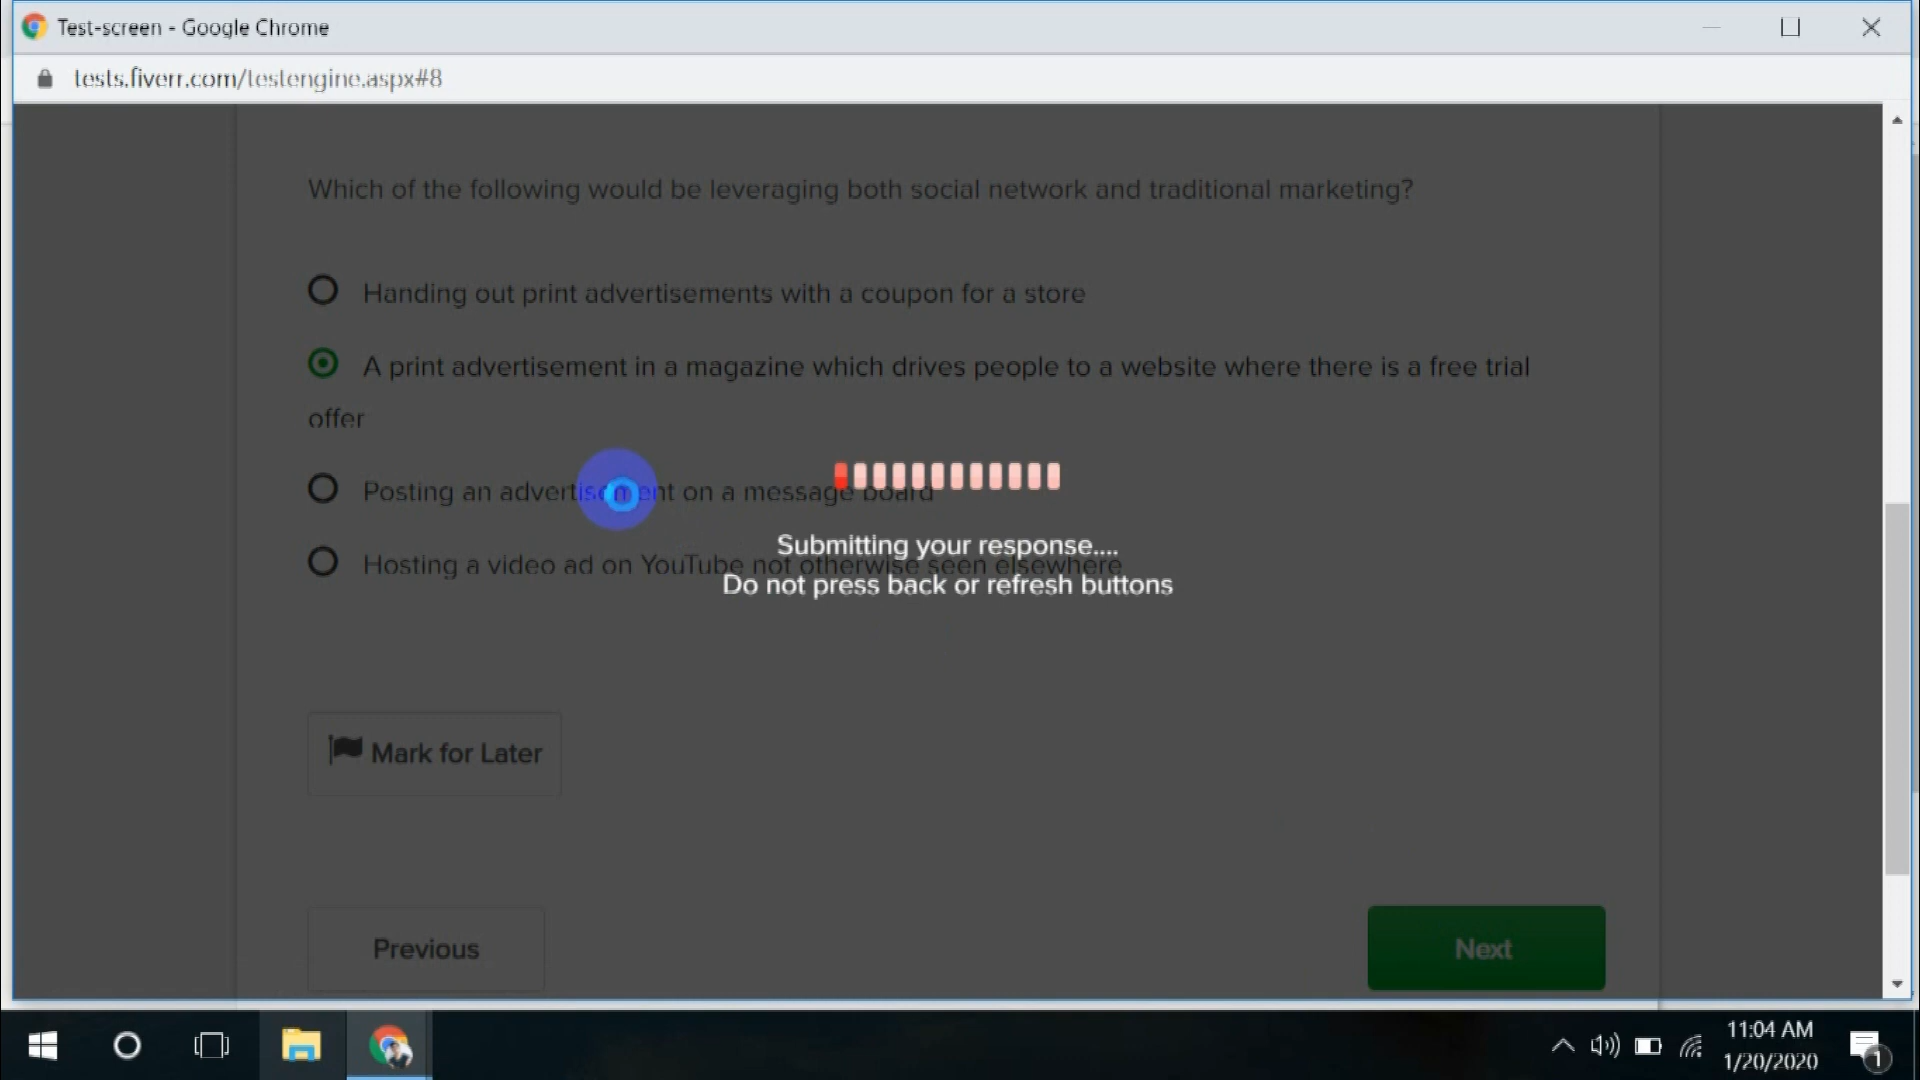 Test-screen - Google Chrome
tests.fiverr.com/testengine.aspx#8
Which of the following would be leveraging both social network and traditional marketing?
Handing out print advertisements with a coupon for a store
A print advertisement in a magazine which drives people to a website where there is a free trial
offer
Posting an advertisement on a message board
Submitting your response....
Hosting a video ad on YouTube not otherwise seen elsewhere
Do not press back or refresh buttons
Mark for Later
Previous
Next
11:04 AM
1/20/2020
1